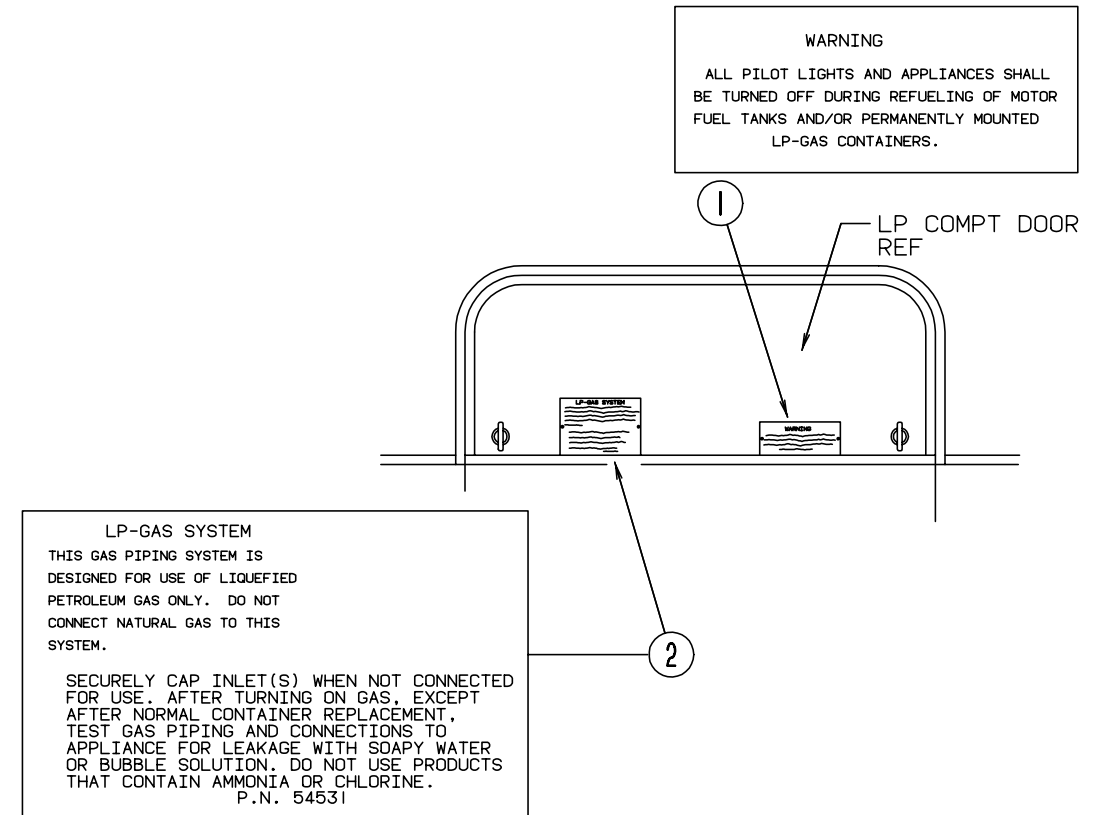 WARNING
ALL PILOT LIGHTS AND APPLIANCES SHALL
BE TURNED OFF DURING REFUELING OF MOTOR
FUEL TANKS AND/OR PERMANENTLY MOUNTED
LP-GAS CONTAINERS.
1
LP COMPT DOOR
REF
LP-GAS SYSTEM
WARNING
LP-GAS SYSTEM
THIS GAS PIPING SYSTEM IS
DESIGNED FOR USE OF LIQUEFIED
PETROLEUM GAS ONLY. DO NOT
CONNECT NATURAL GAS TO THIS
SYSTEM.
SECURELY CAP INLET(S) WHEN NOT CONNECTED
FOR USE. AFTER TURNING ON GAS, EXCEPT
AFTER NORMAL CONTAINER REPLACEMENT,
TEST GAS PIPING AND CONNECTIONS TO
APPLIANCE FOR LEAKAGE WITH SOAPY WATER
OR BUBBLE SOLUTION. DO NOT USE PRODUCTS
THAT CONTAIN AMMONIA OR CHLORINE.
P.N. 54531
2